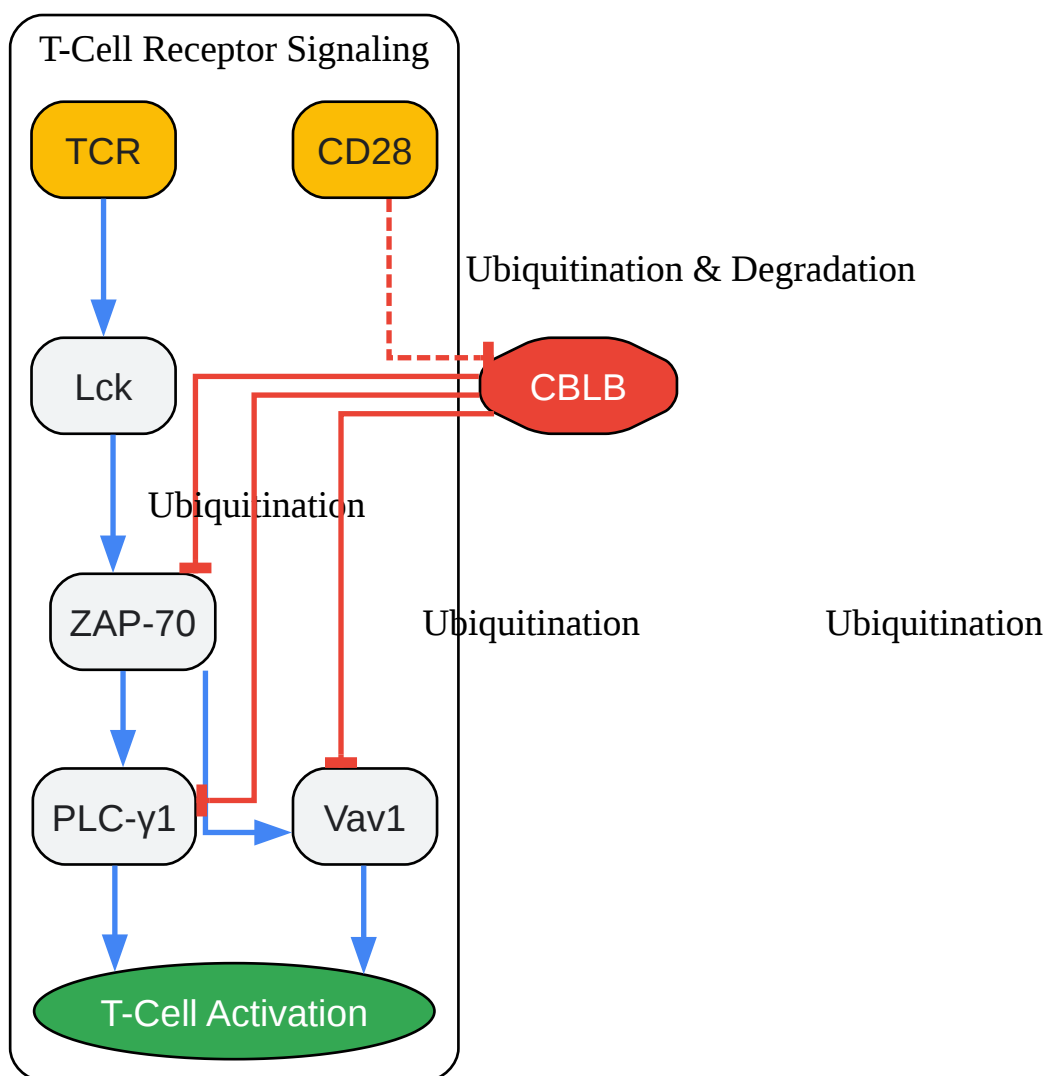 T-Cell Receptor Signaling
TCR
CD28
Ubiquitination & Degradation
Lck
CBLB
Ubiquitination
ZAP-70
Ubiquitination
Ubiquitination
PLC-γ1
Vav1
T-Cell Activation